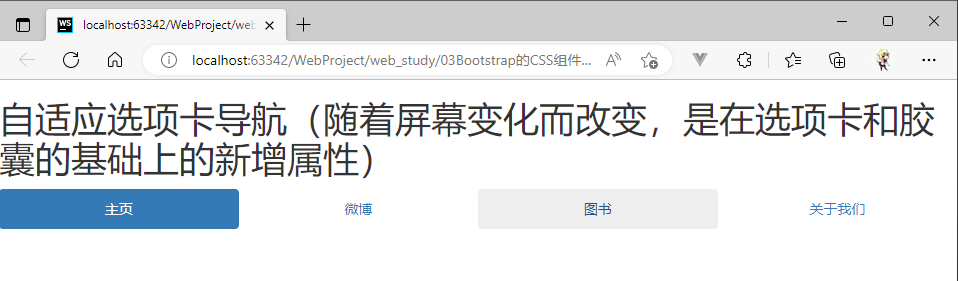 WS localhost:63342/WebProject/web
localhost:63342/WebProject/web_study/03Bootstrap的CSS组件...
自适应选项卡导航（随着屏幕变化而改变，是在选项卡和胶
囊的基础上的新增属性）
主页 微博 图书 关于我们